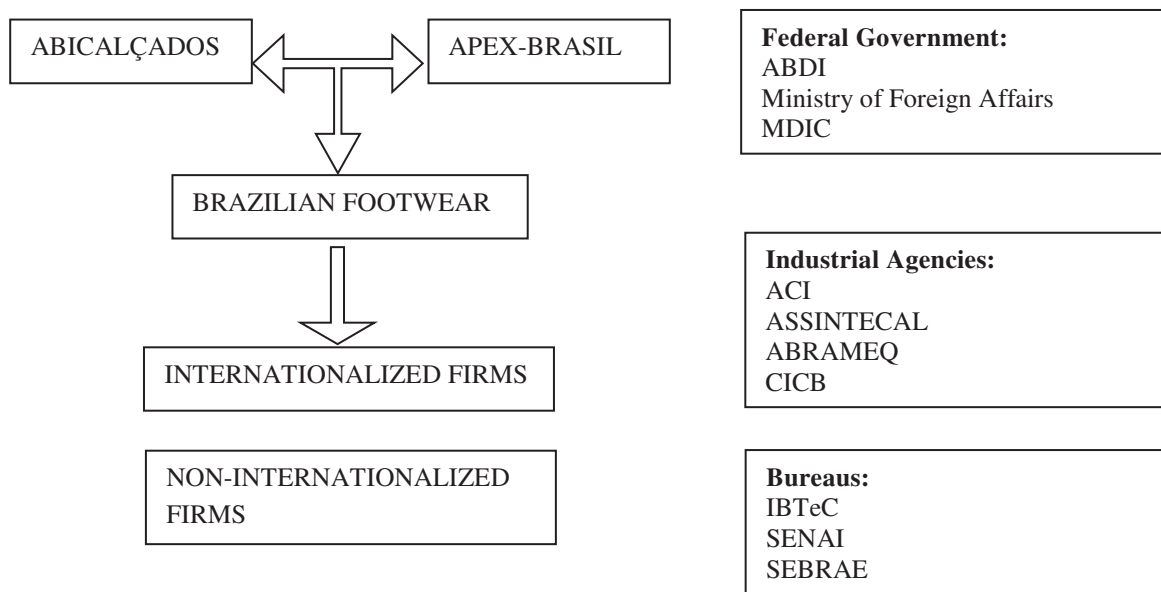 ABICALÇADOS
APEX-BRASIL
BRAZILIAN FOOTWEAR
INTERNATIONALIZED FIRMS
NON-INTERNATIONALIZED
FIRMS
Federal Government:
ABDI
Ministry of Foreign Affairs
MDIC
Industrial Agencies:
ACI
ASSINTECAL
ABRAMEQ
CICB
Bureaus:
IBTeC
SENAI
SEBRAE